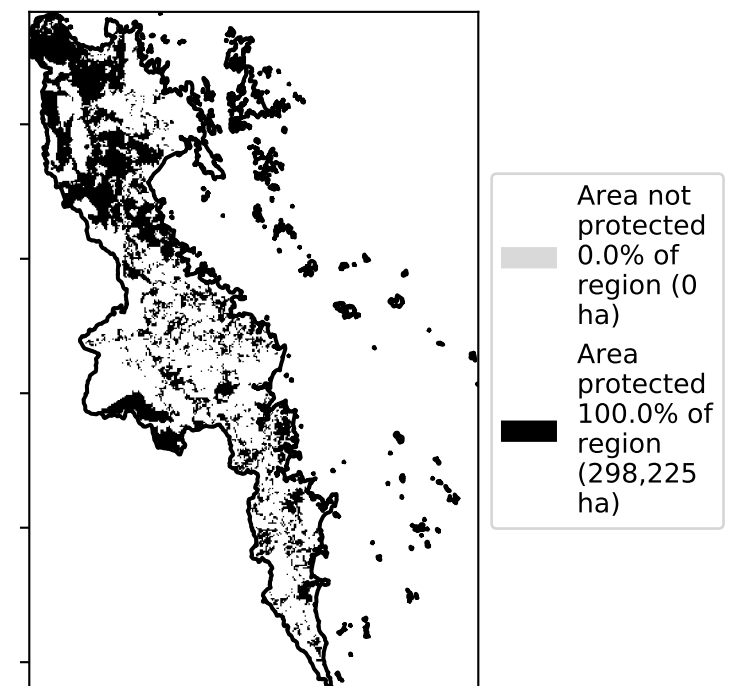 Area not
protected
0.0% of
region (0
ha)
Area
protected
100.0% of
region
(298,225
ha)